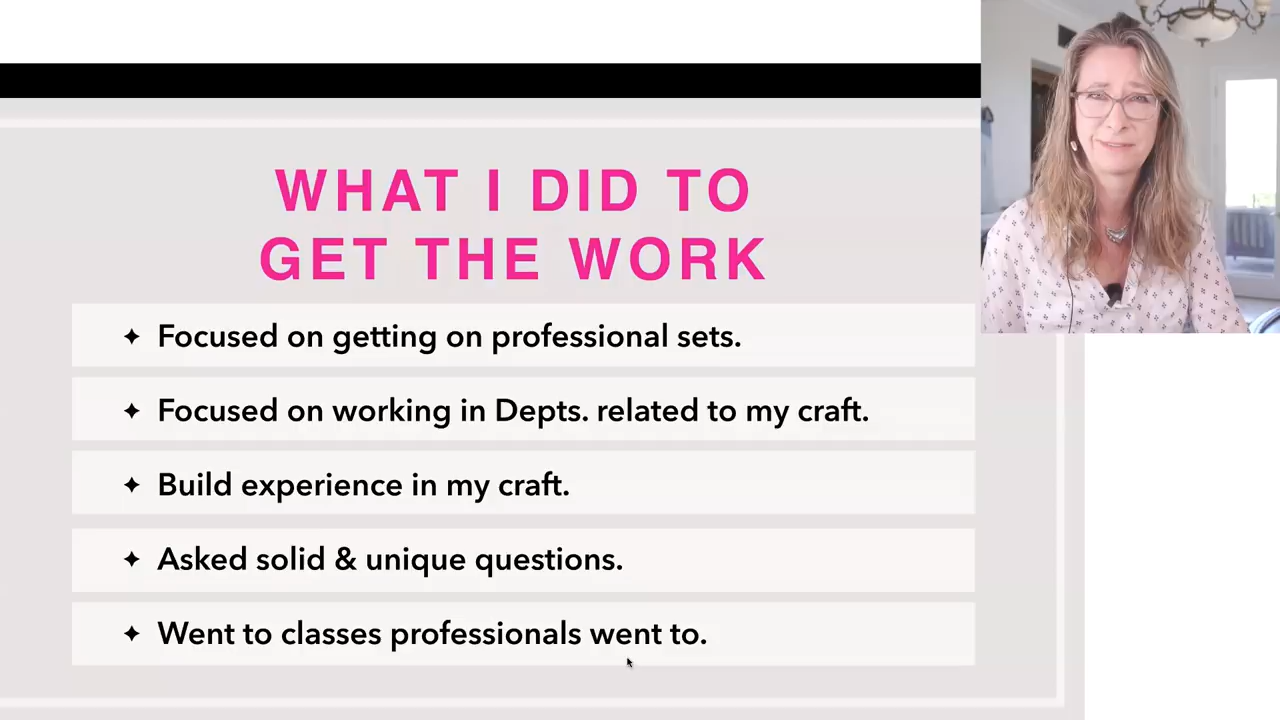 WHAT I DID TO
GET THE WORK
✦ Focused on getting on professional sets.
✦ Focused on working in Depts. related to my craft.
✦ Build experience in my craft.
✦ Asked solid & unique questions.
✦ Went to classes professionals went to.